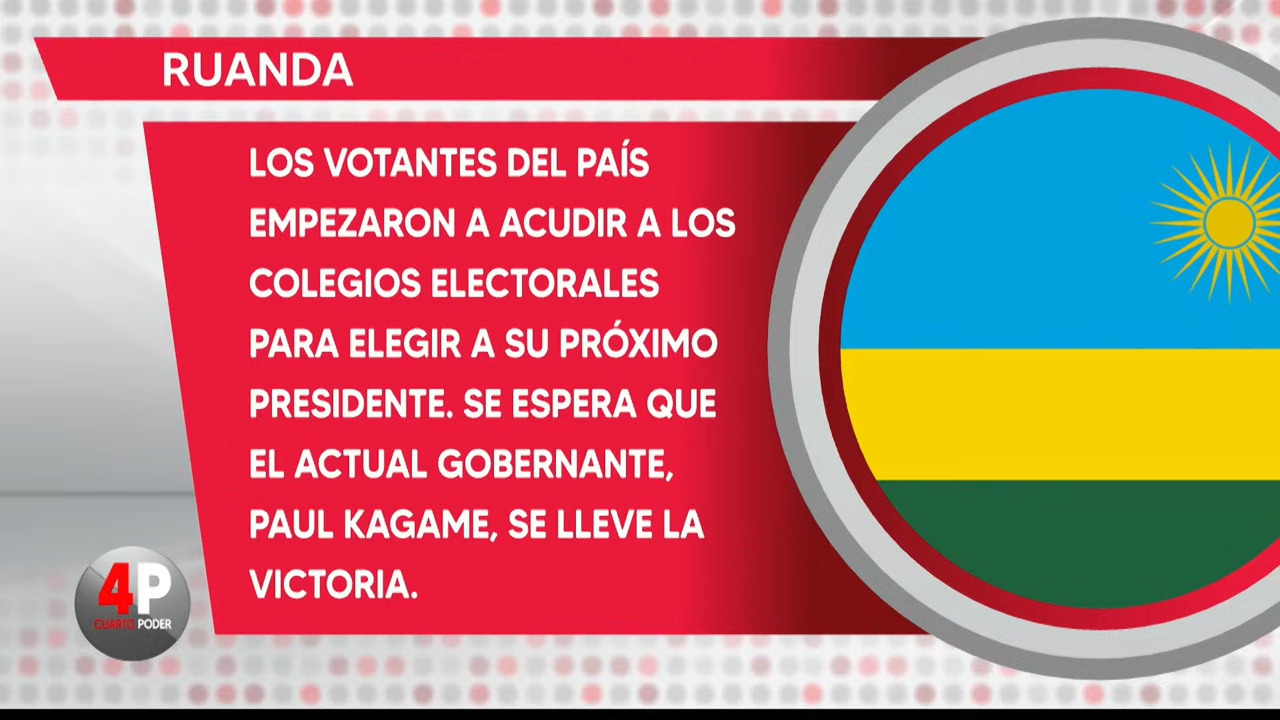 RUANDA
LOS VOTANTES DEL PAÍS
EMPEZARON A ACUDIR A LOS
COLEGIOS ELECTORALES
PARA ELEGIR A SU PRÓXIMO
PRESIDENTE. SE ESPERA QUE
EL ACTUAL GOBERNANTE,
PAUL KAGAME, SE LLEVE LA
VICTORIA.
4P
CUARTO PODER